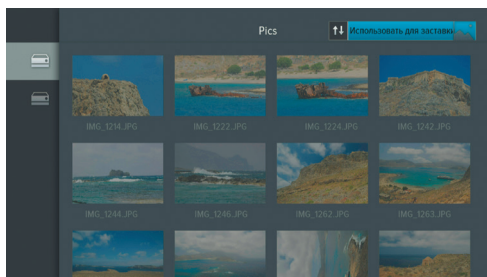 Pics
Использовать для заставки
IMG_1214.JPG
IMG_1222.JPG
IMG_1224.JPG
IMG_1242.JPG
IMG_1244.JPG
IMG_1246.JPG
IMG_1262.JPG
IMG_1263.JPG